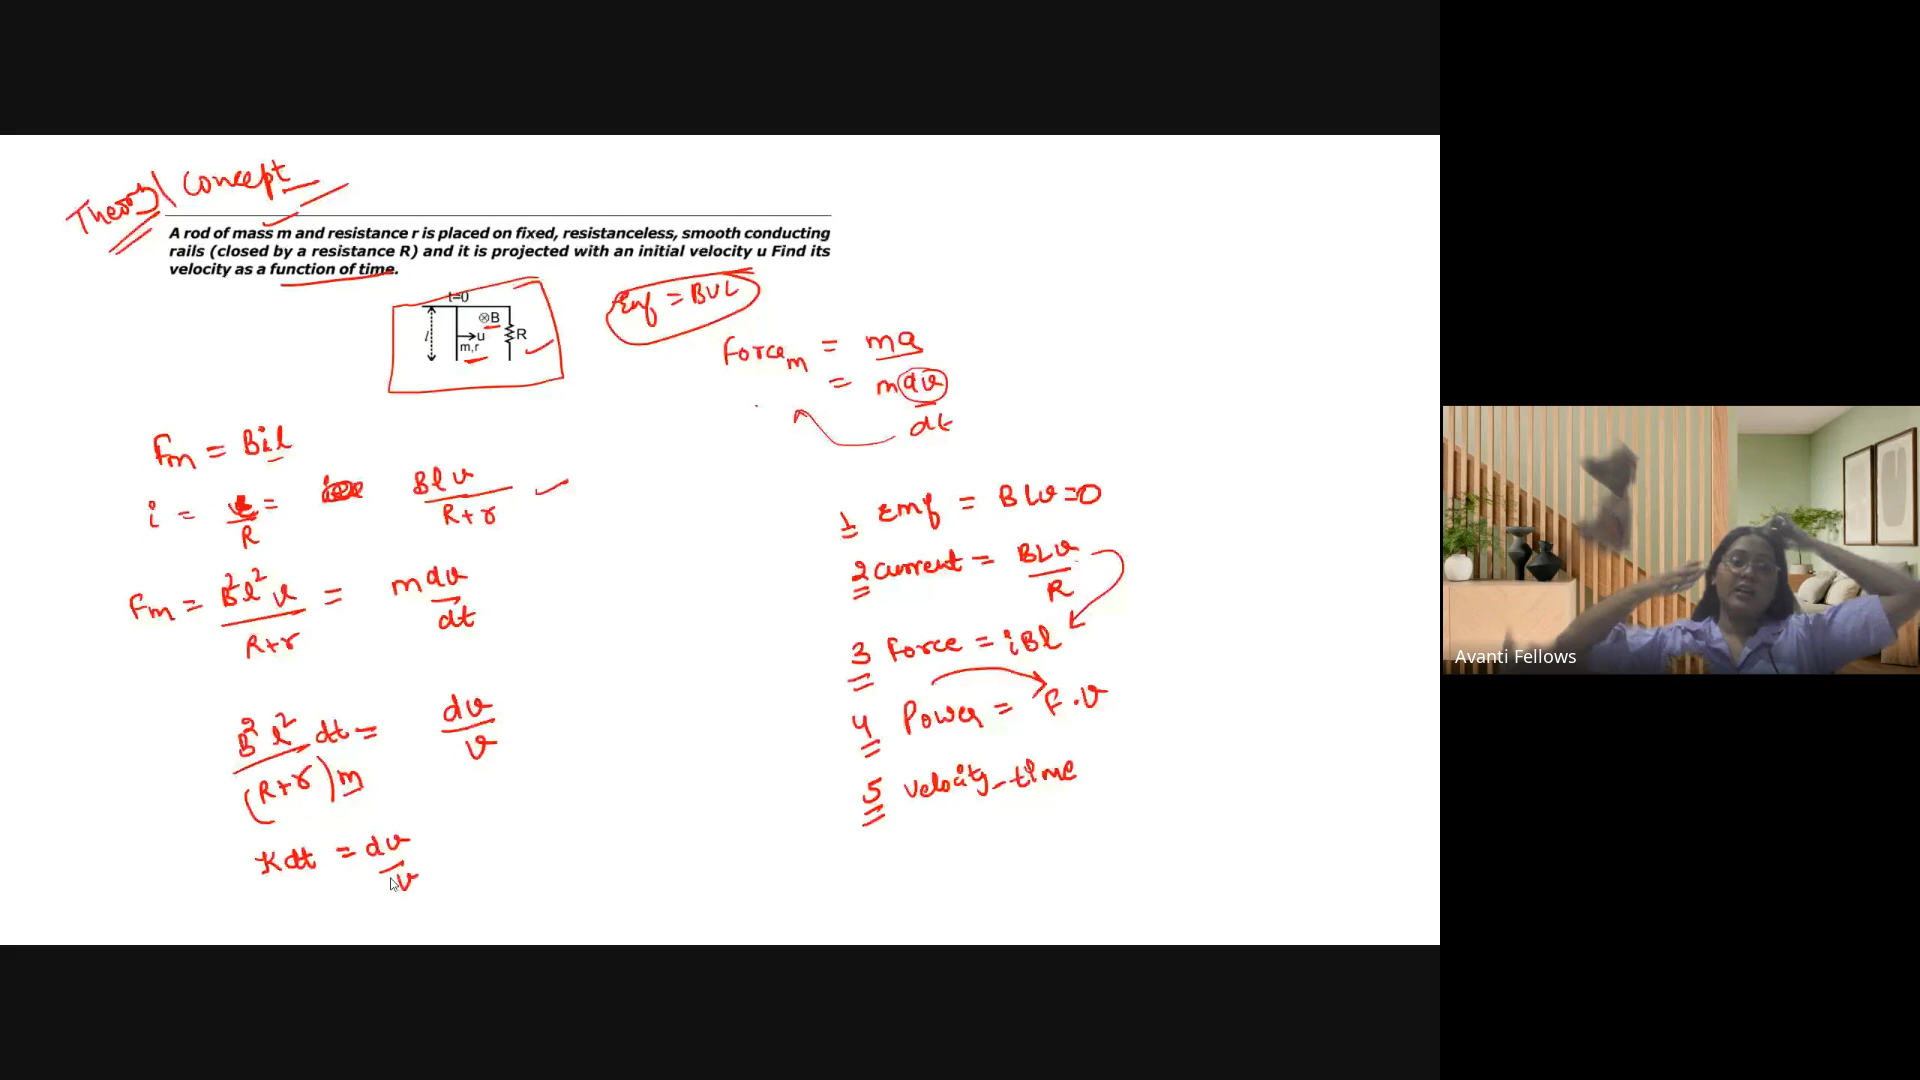 Theory| Concept
A rod of mass m and resistance r is placed on fixed, resistanceless, smooth conducting
rails (closed by a resistance R) and it is projected with an initial velocity u Find its
velocity as a function of time.
t=0
⊗B
l
u
R
m,r
Emf = BVL
Force m = ma
= m dv
dt
Fm = Bil
i = = Blv
R
R+r
Fm = B²l²v = m dv
R+r
dt
B²l² dt = dv
(R+r)m
v
Kdt = dv
v
1 Emf = BLv=0
2 current = BLv
R
3 Force = iBl
4 Power = F.v
5 velocity-time
Avanti Fellows